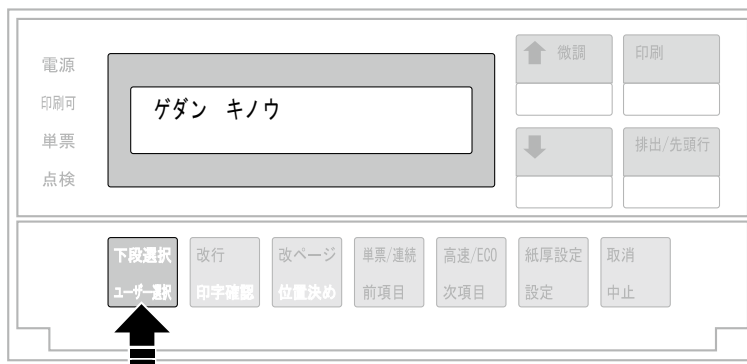 電源
印刷可
単票
点検
ゲダン キノウ
微調
印刷
排出/先頭行
下段選択
ユーザー選択
改行
印字確認
改ページ
位置決め
単票/連続
前項目
高速/ECO
次項目
紙厚設定
設定
取消
中止